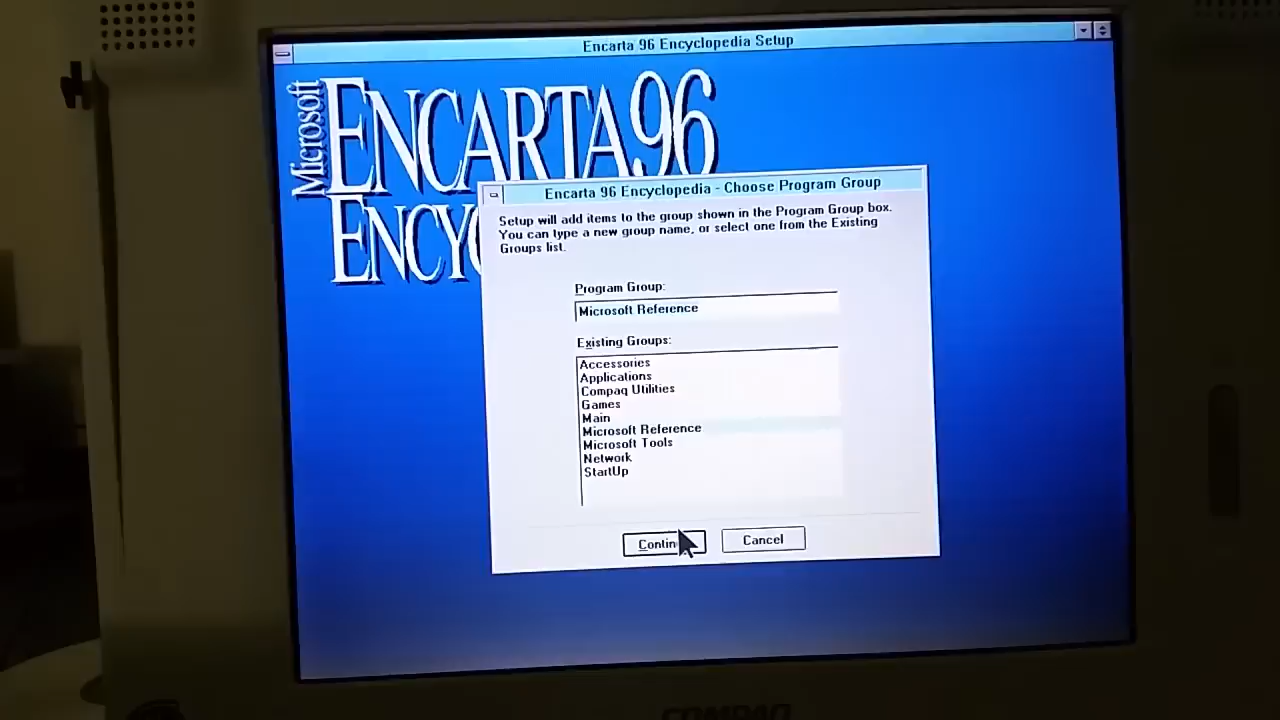 Encarta 96 Encyclopedia Setup
Microsoft
ENCARTA 96
ENCY
Encarta 96 Encyclopedia - Choose Program Group
Setup will add items to the group shown in the Program Group box.
You can type a new group name, or select one from the Existing
Groups list.
Program Group:
Microsoft Reference
Existing Groups:
Accessories
Applications
Compaq Utilities
Games
Main
Microsoft Reference
Microsoft Tools
Network
StartUp
Contin
Cancel
COMPAQ